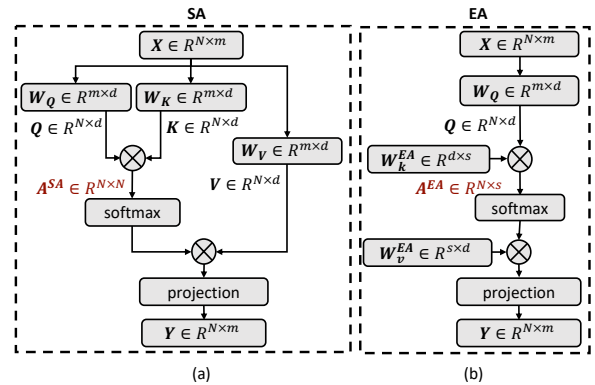 SA
X ∈ R^{N×m}
W_Q ∈ R^{m×d}
W_K ∈ R^{m×d}
Q ∈ R^{N×d}
K ∈ R^{N×d}
W_V ∈ R^{m×d}
A^{SA} ∈ R^{N×N}
V ∈ R^{N×d}
softmax
projection
Y ∈ R^{N×m}
(a)
EA
X ∈ R^{N×m}
W_Q ∈ R^{m×d}
Q ∈ R^{N×d}
W_k^{EA} ∈ R^{d×s}
A^{EA} ∈ R^{N×s}
softmax
W_v^{EA} ∈ R^{s×d}
projection
Y ∈ R^{N×m}
(b)